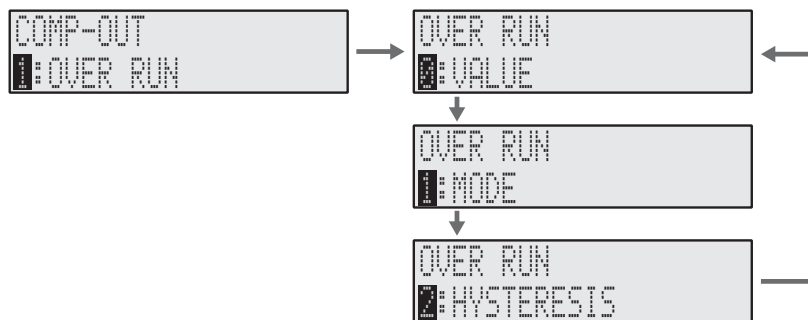 COMP-OUT
1:OVER RUN
OVER RUN
0:VALUE
OVER RUN
1:MODE
OVER RUN
2:HYSTERESIS